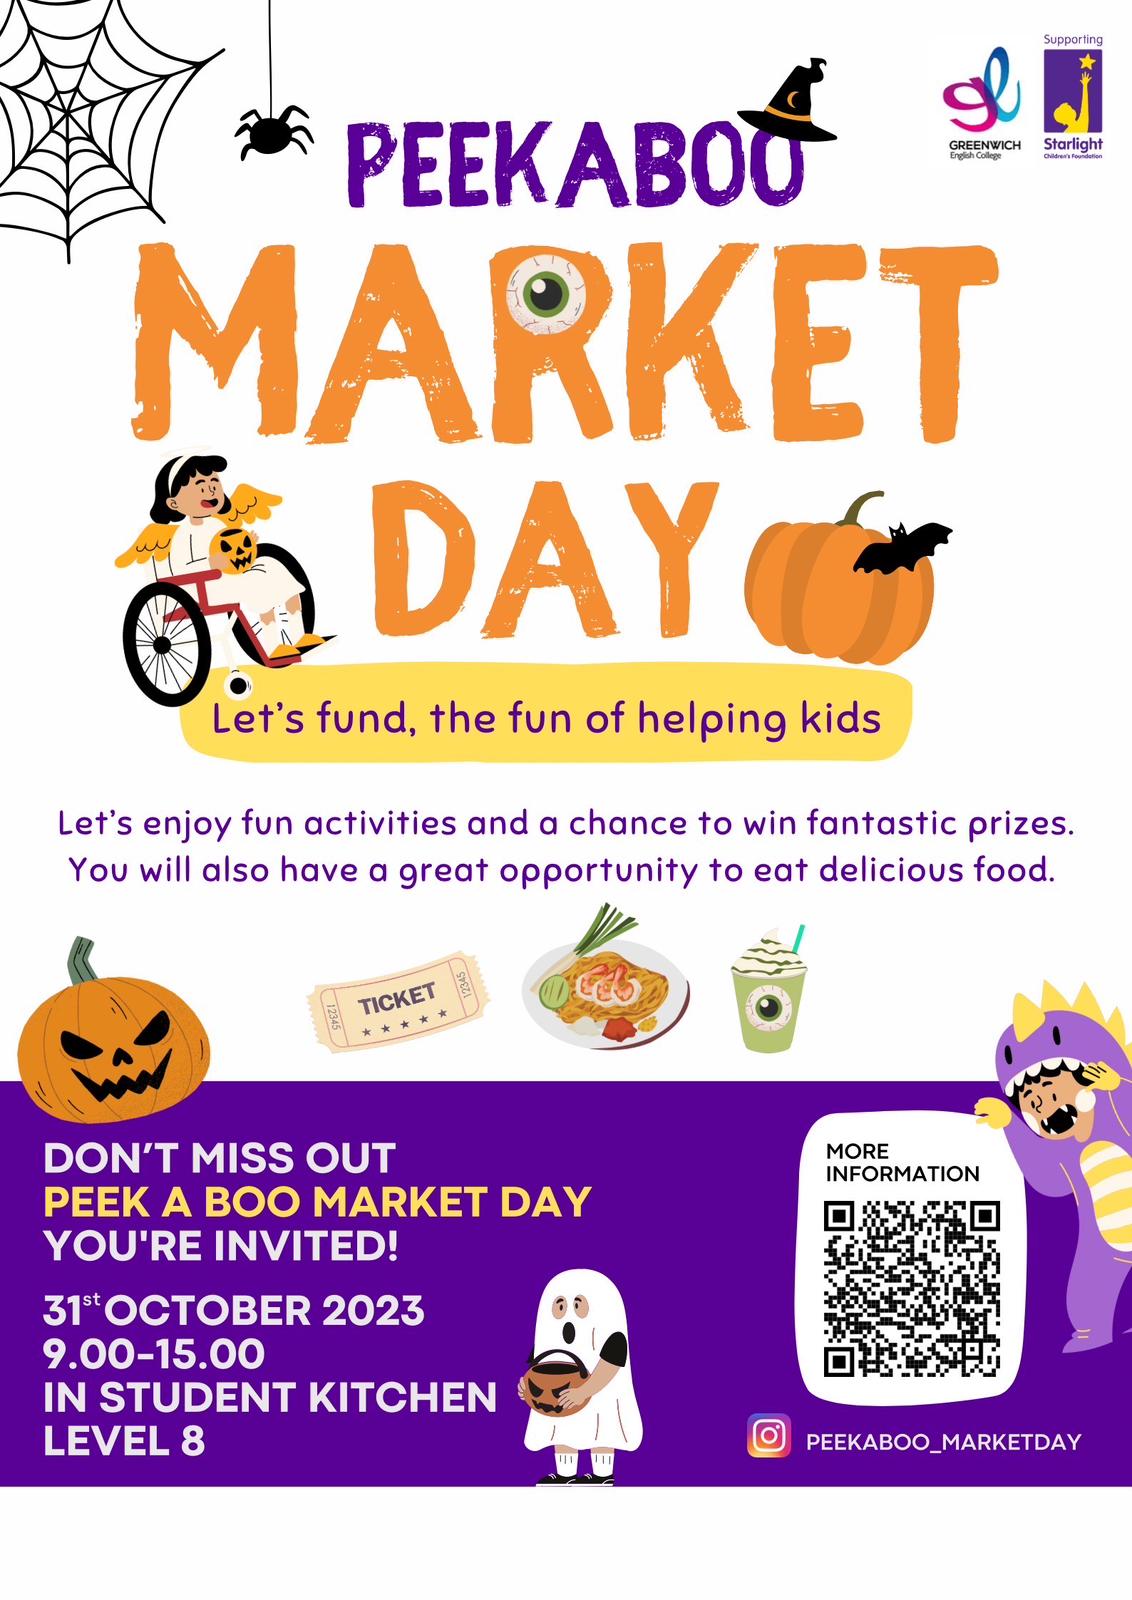 Supporting
GREENWICH
English College
Starlight
Children's Foundation
PEEKABOO
MARKET
DAY
Let's fund, the fun of helping kids
Let's enjoy fun activities and a chance to win fantastic prizes.
You will also have a great opportunity to eat delicious food.
12345
TICKET
12345
MORE
INFORMATION
DON'T MISS OUT
PEEK A BOO MARKET DAY
YOU'RE INVITED!
31st OCTOBER 2023
9.00-15.00
IN STUDENT KITCHEN
LEVEL 8
PEEKABOO_MARKETDAY